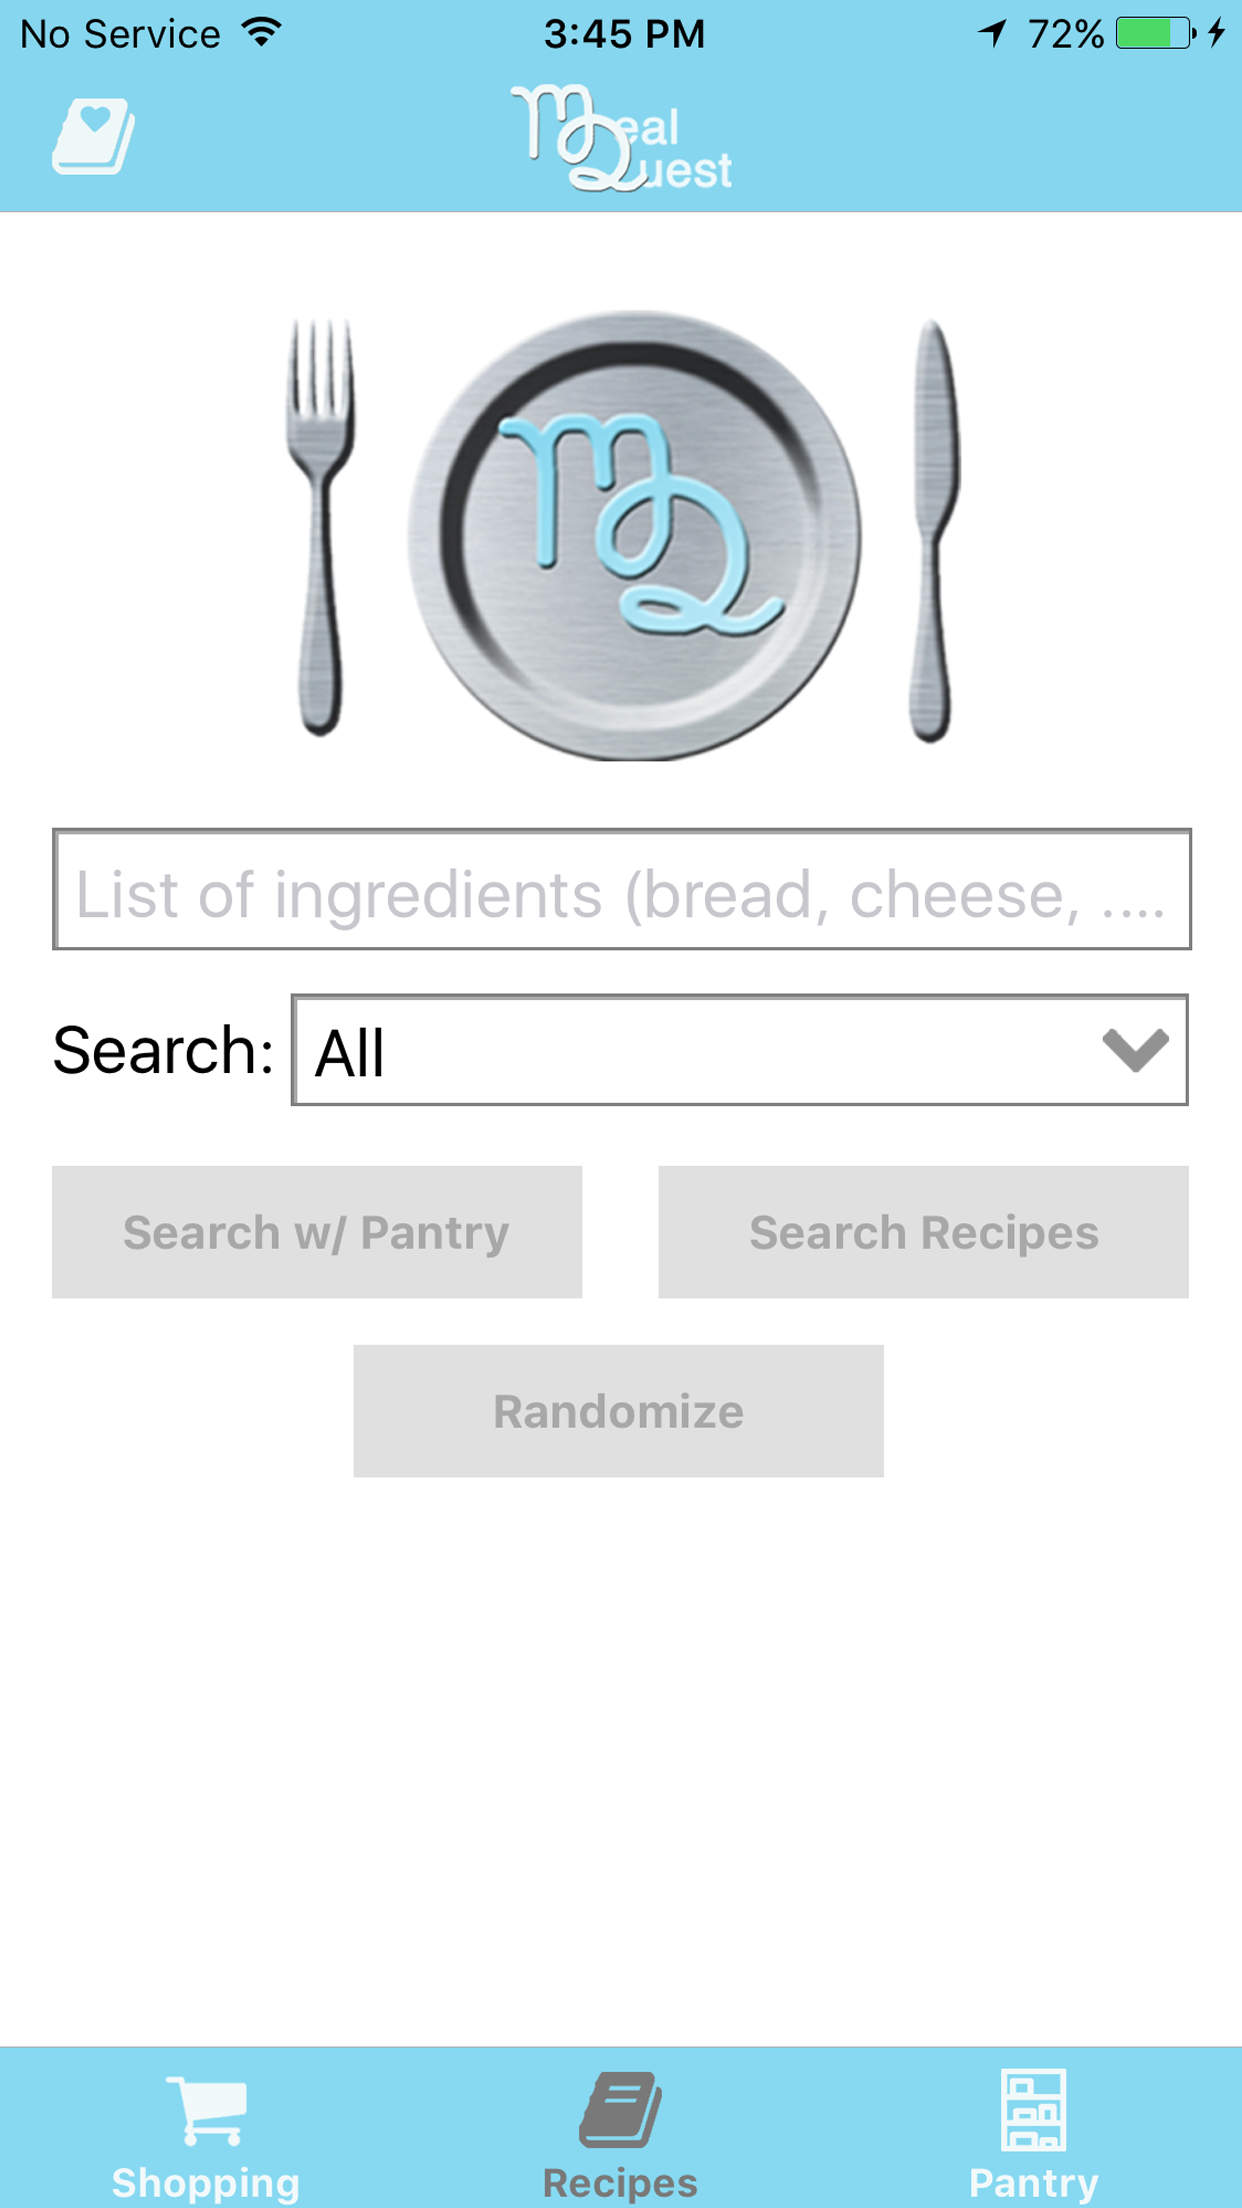 No Service 3:45 PM 72%
Meal
Quest
MQ
List of ingredients (bread, cheese, ....
Search: All
Search w/ Pantry Search Recipes
Randomize
Shopping Recipes Pantry